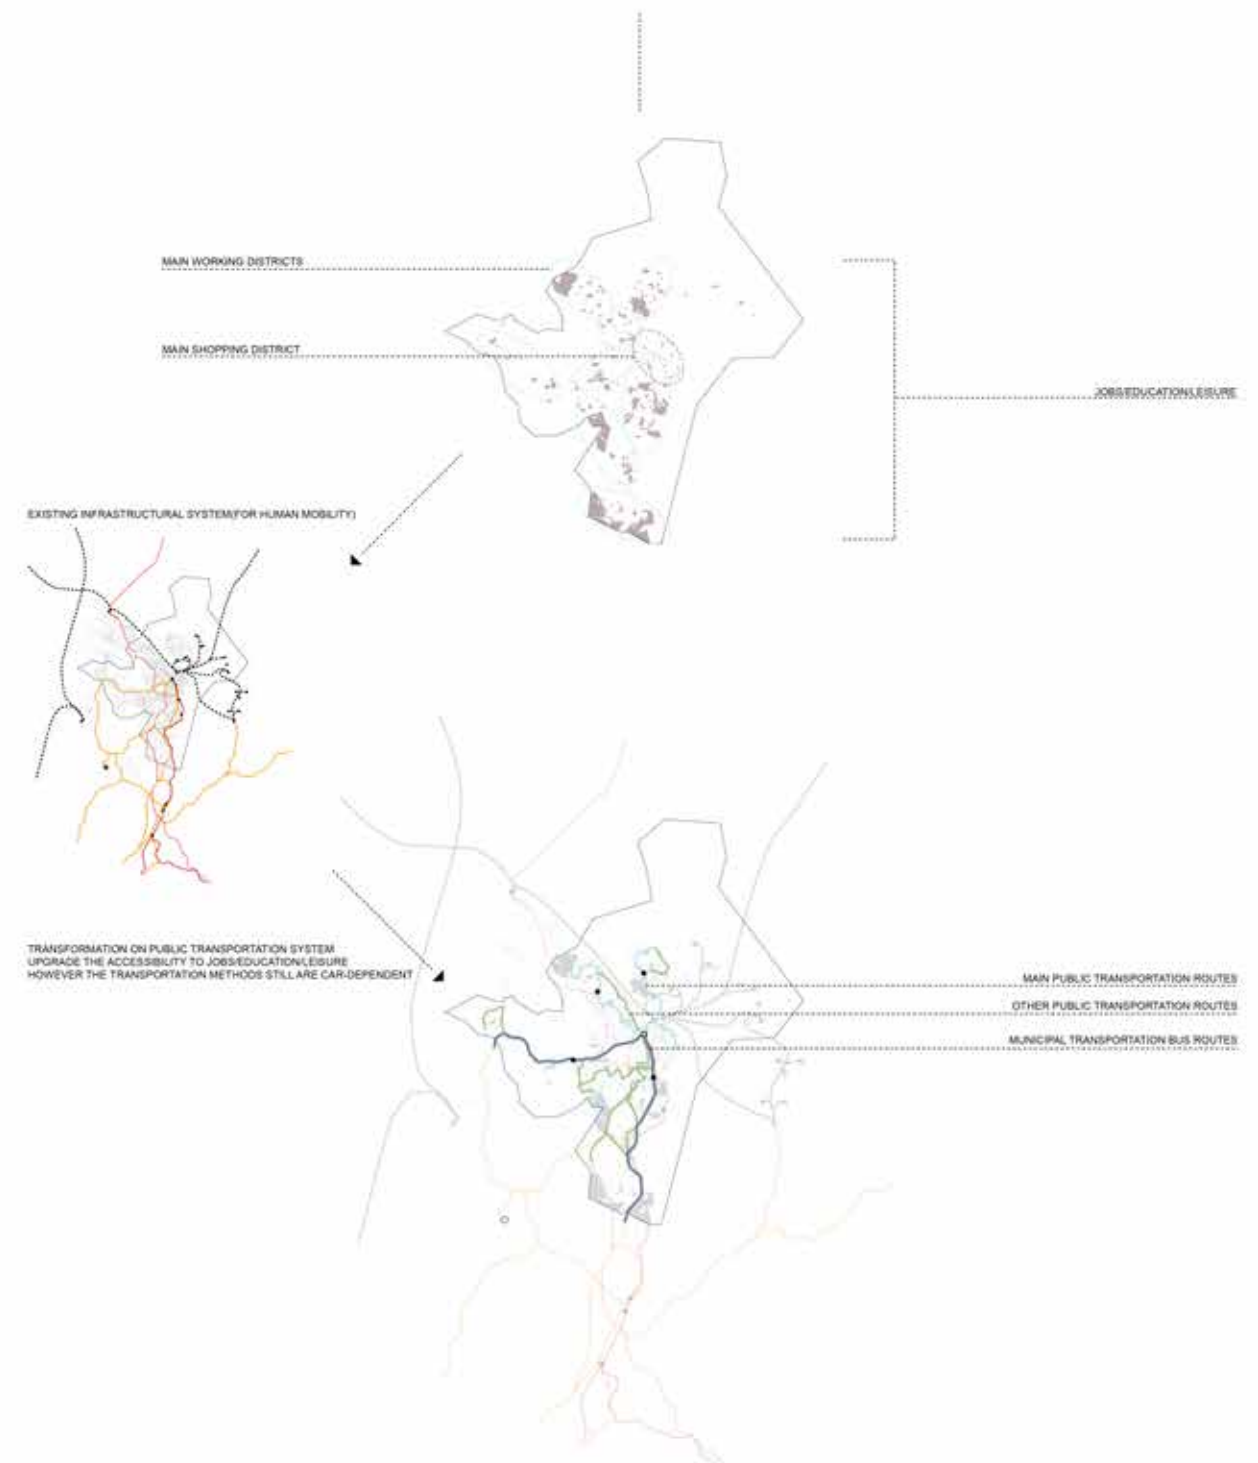 MAIN WORKING DISTRICTS
MAIN SHOPPING DISTRICT
JOBS/EDUCATION/LEISURE
EXISTING INFRASTRUCTURAL SYSTEM(FOR HUMAN MOBILITY)
TRANSFORMATION ON PUBLIC TRANSPORTATION SYSTEM
UPGRADE THE ACCESSIBILITY TO JOBS/EDUCATION/LEISURE
HOWEVER THE TRANSPORTATION METHODS STILL ARE CAR-DEPENDENT
MAIN PUBLIC TRANSPORTATION ROUTES
OTHER PUBLIC TRANSPORTATION ROUTES
MUNICIPAL TRANSPORTATION BUS ROUTES